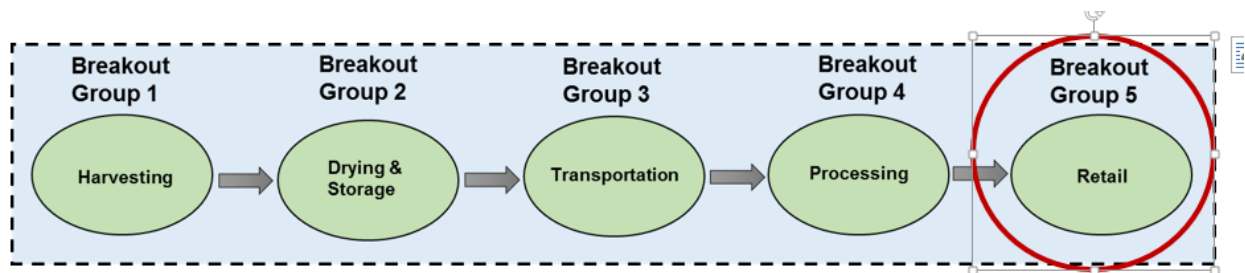 Breakout
Group 1
Breakout
Group 2
Breakout
Group 3
Breakout
Group 4
Breakout
Group 5
Harvesting
Drying &
Storage
Transportation
Processing
Retail